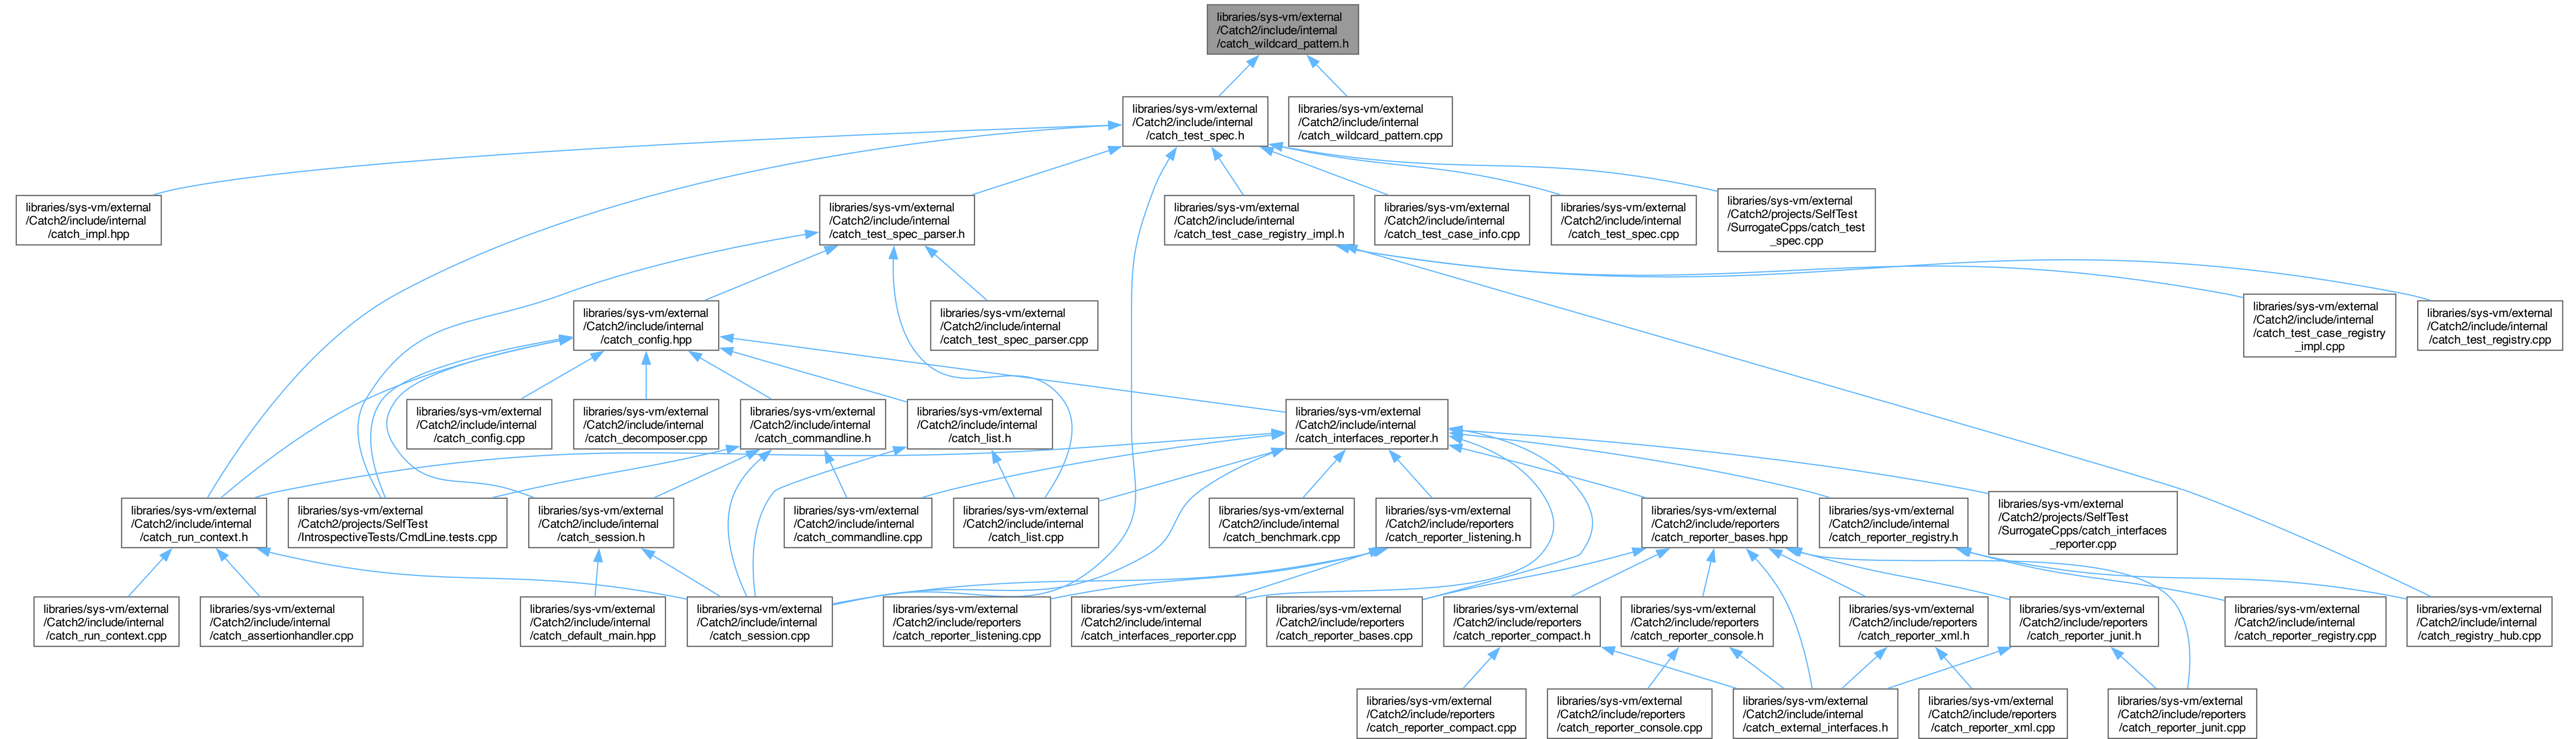 libraries/sys-vm/external
/Catch2/include/internal
/catch_wildcard_pattern.h
libraries/sys-vm/external
/Catch2/include/internal
/catch_test_spec.h
libraries/sys-vm/external
/Catch2/include/internal
/catch_wildcard_pattern.cpp
libraries/sys-vm/external
/Catch2/include/internal
/catch_impl.hpp
libraries/sys-vm/external
/Catch2/include/internal
/catch_test_spec_parser.h
libraries/sys-vm/external
/Catch2/include/internal
/catch_test_case_registry_impl.h
libraries/sys-vm/external
/Catch2/include/internal
/catch_test_case_info.cpp
libraries/sys-vm/external
/Catch2/include/internal
/catch_test_spec.cpp
libraries/sys-vm/external
/Catch2/projects/SelfTest
/SurrogateCpps/catch_test
_spec.cpp
libraries/sys-vm/external
/Catch2/include/internal
/catch_config.hpp
libraries/sys-vm/external
/Catch2/include/internal
/catch_test_spec_parser.cpp
libraries/sys-vm/external
/Catch2/include/internal
/catch_test_case_registry
_impl.cpp
libraries/sys-vm/external
/Catch2/include/internal
/catch_test_registry.cpp
libraries/sys-vm/external
/Catch2/include/internal
/catch_config.cpp
libraries/sys-vm/external
/Catch2/include/internal
/catch_decomposer.cpp
libraries/sys-vm/external
/Catch2/include/internal
/catch_commandline.h
libraries/sys-vm/external
/Catch2/include/internal
/catch_list.h
libraries/sys-vm/external
/Catch2/include/internal
/catch_interfaces_reporter.h
libraries/sys-vm/external
/Catch2/include/internal
/catch_run_context.h
libraries/sys-vm/external
/Catch2/projects/SelfTest
/IntrospectiveTests/CmdLine.tests.cpp
libraries/sys-vm/external
/Catch2/include/internal
/catch_session.h
libraries/sys-vm/external
/Catch2/include/internal
/catch_commandline.cpp
libraries/sys-vm/external
/Catch2/include/internal
/catch_list.cpp
libraries/sys-vm/external
/Catch2/include/internal
/catch_benchmark.cpp
libraries/sys-vm/external
/Catch2/include/reporters
/catch_reporter_listening.h
libraries/sys-vm/external
/Catch2/include/reporters
/catch_reporter_bases.hpp
libraries/sys-vm/external
/Catch2/include/internal
/catch_reporter_registry.h
libraries/sys-vm/external
/Catch2/projects/SelfTest
/SurrogateCpps/catch_interfaces
_reporter.cpp
libraries/sys-vm/external
/Catch2/include/internal
/catch_run_context.cpp
libraries/sys-vm/external
/Catch2/include/internal
/catch_assertionhandler.cpp
libraries/sys-vm/external
/Catch2/include/internal
/catch_default_main.hpp
libraries/sys-vm/external
/Catch2/include/internal
/catch_session.cpp
libraries/sys-vm/external
/Catch2/include/reporters
/catch_reporter_listening.cpp
libraries/sys-vm/external
/Catch2/include/internal
/catch_interfaces_reporter.cpp
libraries/sys-vm/external
/Catch2/include/reporters
/catch_reporter_bases.cpp
libraries/sys-vm/external
/Catch2/include/reporters
/catch_reporter_compact.h
libraries/sys-vm/external
/Catch2/include/reporters
/catch_reporter_console.h
libraries/sys-vm/external
/Catch2/include/reporters
/catch_reporter_xml.h
libraries/sys-vm/external
/Catch2/include/reporters
/catch_reporter_junit.h
libraries/sys-vm/external
/Catch2/include/internal
/catch_reporter_registry.cpp
libraries/sys-vm/external
/Catch2/include/internal
/catch_registry_hub.cpp
libraries/sys-vm/external
/Catch2/include/reporters
/catch_reporter_compact.cpp
libraries/sys-vm/external
/Catch2/include/reporters
/catch_reporter_console.cpp
libraries/sys-vm/external
/Catch2/include/internal
/catch_external_interfaces.h
libraries/sys-vm/external
/Catch2/include/reporters
/catch_reporter_xml.cpp
libraries/sys-vm/external
/Catch2/include/reporters
/catch_reporter_junit.cpp